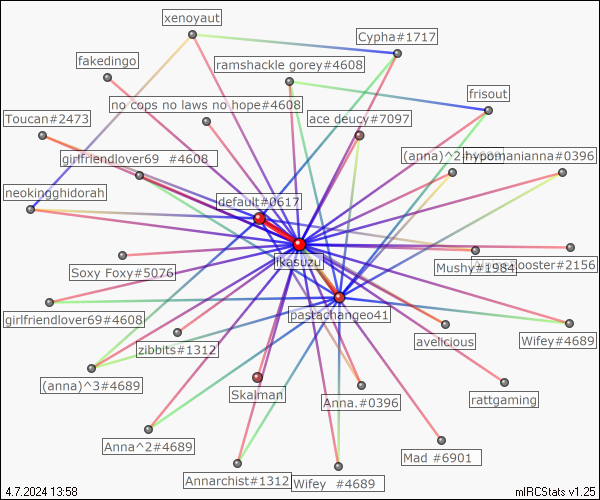 xenoyaut
Cypha#1717
fakedingo
ramshackle gorey#4608
frisout
no cops no laws no hope#4608
Toucan#2473
ace deucy#7097
girlfriendlover69 #4608
(anna)^2
hypomanianna#0396
neokingghidorah
default#0617
ikasuzu
Soxy Foxy#5076
Mushy#1984
ooster#2156
girlfriendlover69#4608
pastachangeo41
zibbits#1312
avelicious
Wifey#4689
(anna)^3#4689
Skalman
Anna.#0396
rattgaming
Anna^2#4689
Mad #6901
Annarchist#1312
Wifey #4689
4.7.2024 13:58
mIRCStats v1.25